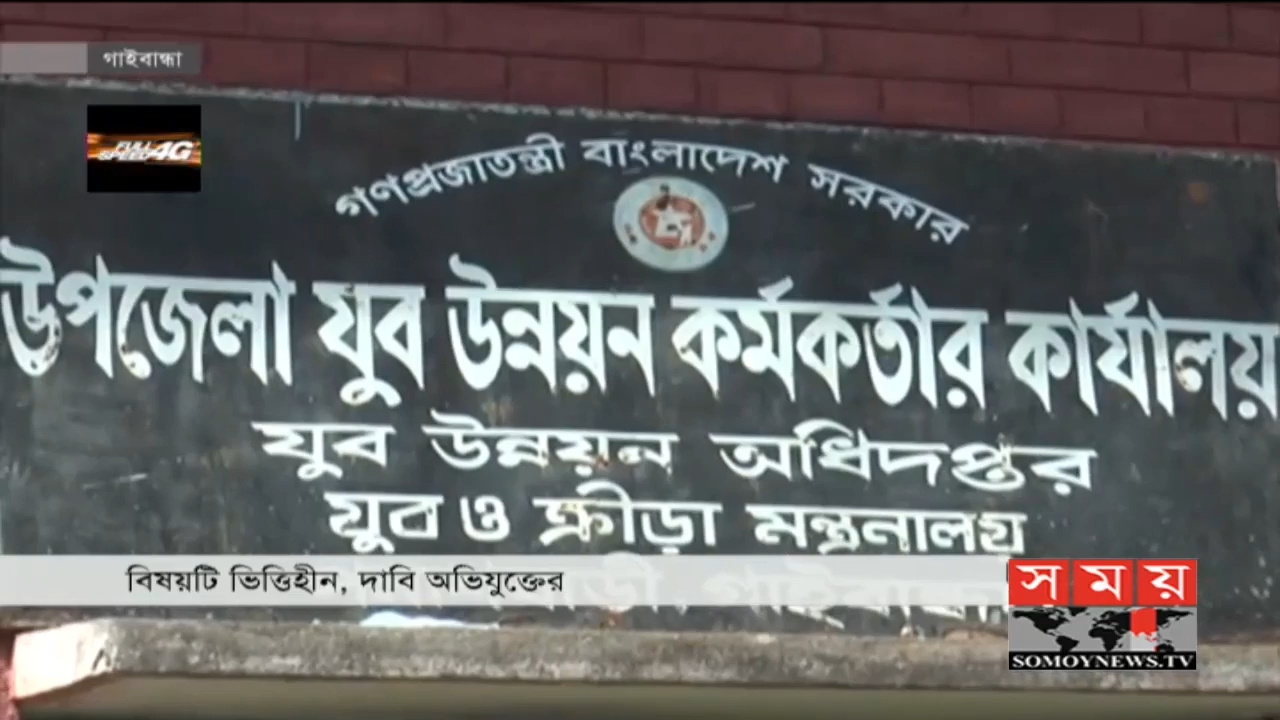 গাইবান্ধা
FULL SPEED 4G
গণপ্রজাতন্ত্রী বাংলাদেশ সরকার
উপজেলা যুব উন্নয়ন কর্মকর্তার কার্যালয়
যুব উন্নয়ন অধিদপ্তর
যুব ও ক্রীড়া মন্ত্রনালয়
গাইবান্ধা
বিষয়টি ভিত্তিহীন, দাবি অভিযুক্তের
সময়
SOMOYNEWS.TV